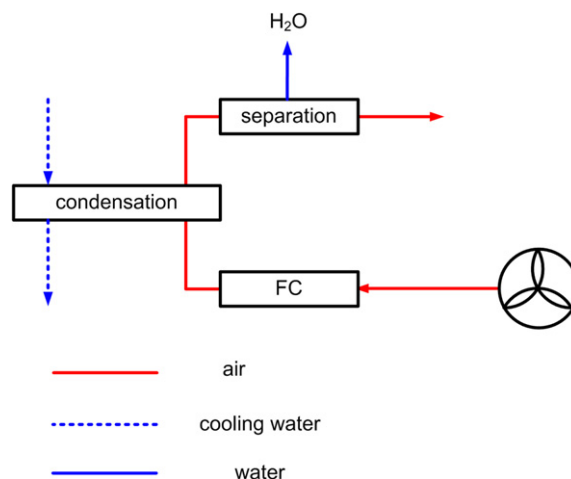 H₂O
separation
condensation
FC
air
cooling water
water